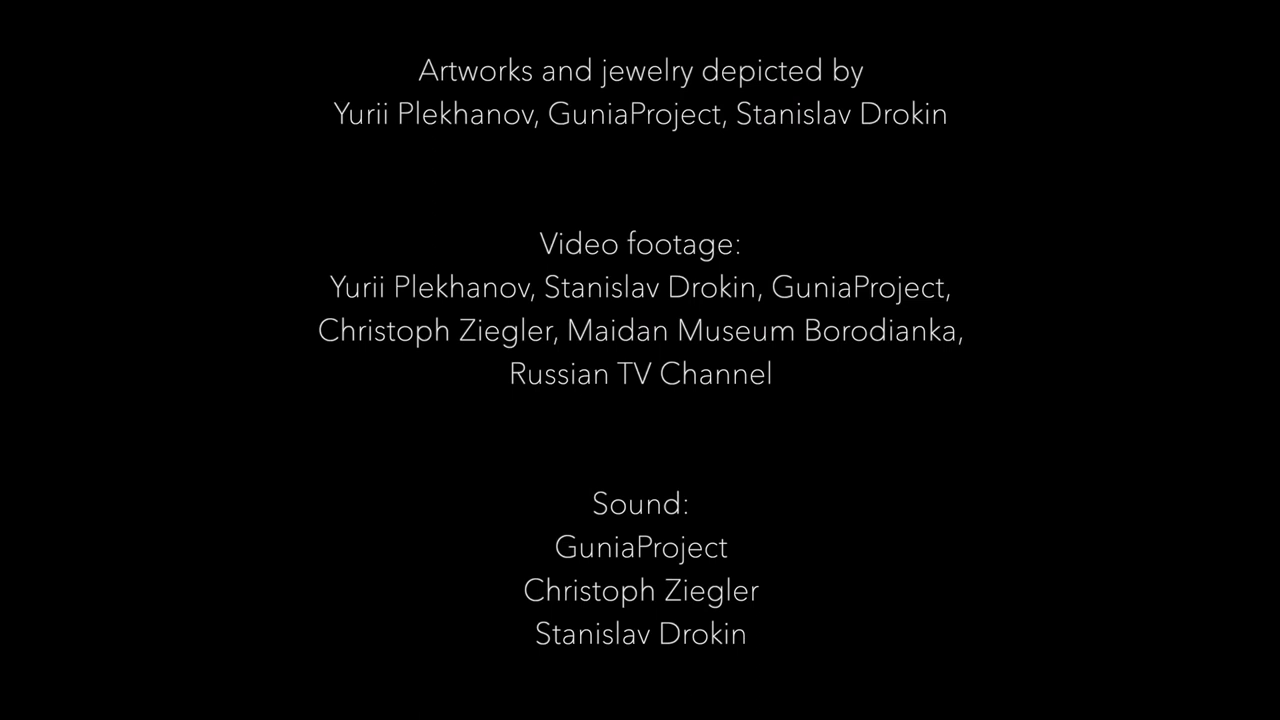 Artworks and jewelry depicted by
Yurii Plekhanov, GuniaProject, Stanislav Drokin
Video footage:
Yurii Plekhanov, Stanislav Drokin, GuniaProject,
Christoph Ziegler, Maidan Museum Borodianka,
Russian TV Channel
Sound:
GuniaProject
Christoph Ziegler
Stanislav Drokin